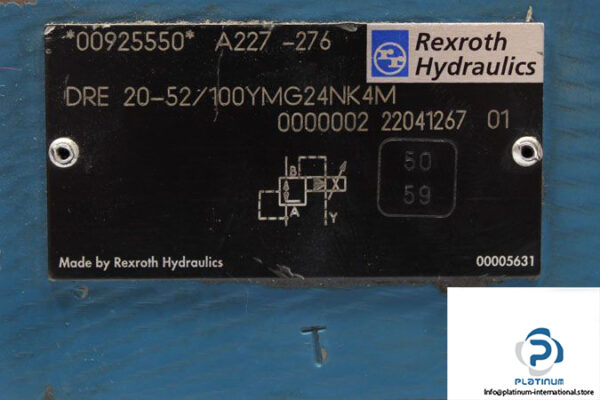 *00925550* A227 -276
Rexroth
Hydraulics
DRE 20-52/100YMG24NK4M
0000002 22041267 01
B
A
Y
50
59
Made by Rexroth Hydraulics
00005631
T
PLATINUM
Info@platinum-international.store